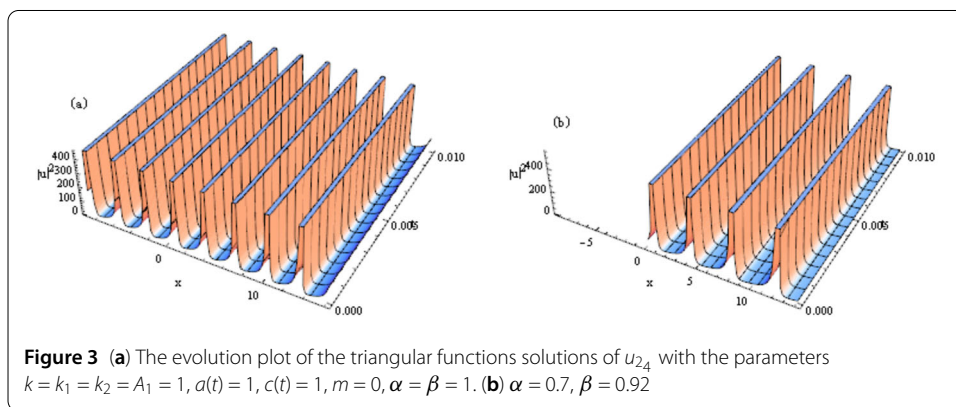 (a)
400
300
|u|²
200
100
0
0
x
10
0.000
0.005
t
0.010
(b)
400
|u|²
200
0
−5
0
x
5
10
0.000
0.005
t
0.010
Figure 3 (a) The evolution plot of the triangular functions solutions of u₂₄ with the parameters
k = k₁ = k₂ = A₁ = 1, a(t) = 1, c(t) = 1, m = 0, α = β = 1. (b) α = 0.7, β = 0.92